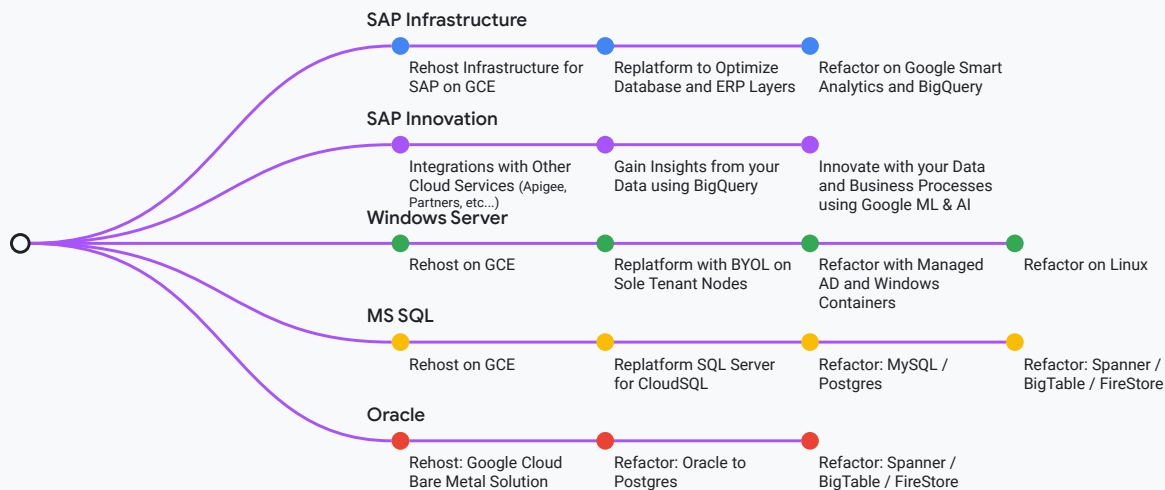 SAP Infrastructure
Rehost Infrastructure for
SAP on GCE
Replatform to Optimize
Database and ERP Layers
Refactor on Google Smart
Analytics and BigQuery
SAP Innovation
Integrations with Other
Cloud Services (Apigee,
Partners, etc...)
Gain Insights from your
Data using BigQuery
Innovate with your Data
and Business Processes
using Google ML & AI
Windows Server
Rehost on GCE
Replatform with BYOL on
Sole Tenant Nodes
Refactor with Managed
AD and Windows
Containers
Refactor on Linux
MS SQL
Rehost on GCE
Replatform SQL Server
for CloudSQL
Refactor: MySQL /
Postgres
Refactor: Spanner /
BigTable / FireStore
Oracle
Rehost: Google Cloud
Bare Metal Solution
Refactor: Oracle to
Postgres
Refactor: Spanner /
BigTable / FireStore